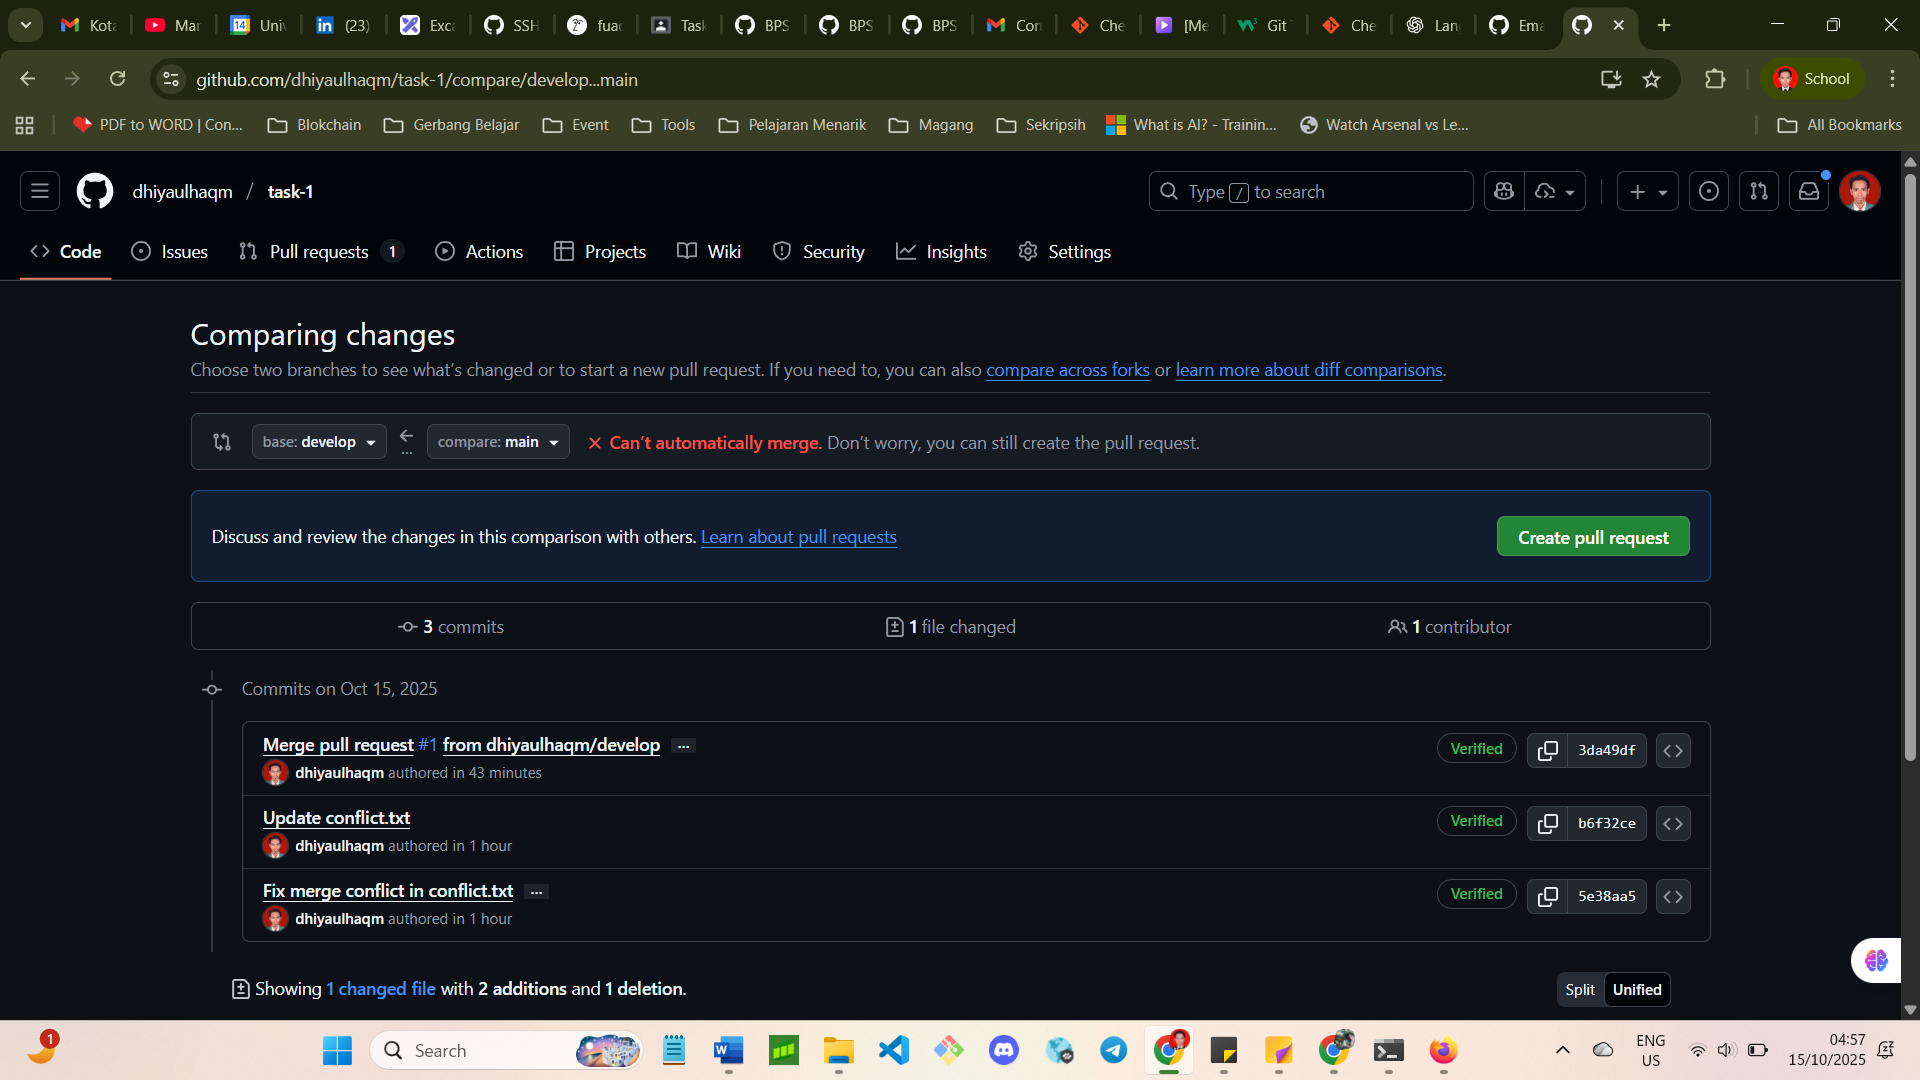 Kota
Mar
14
Univ
(23)
Exca
SSH
fuad
Task
BPS
BPS
BPS
Con
Che
[Me
Git
Che
Lan
Ema
github.com/dhiyaulhaqm/task-1/compare/develop...main
School
PDF to WORD | Con...
Blokchain
Gerbang Belajar
Event
Tools
Pelajaran Menarik
Magang
Sekripsih
What is AI? - Trainin...
Watch Arsenal vs Le...
All Bookmarks
dhiyaulhaqm / task-1
Type / to search
Code
Issues
Pull requests 1
Actions
Projects
Wiki
Security
Insights
Settings
Comparing changes
Choose two branches to see what's changed or to start a new pull request. If you need to, you can also compare across forks or learn more about diff comparisons.
base: develop
...
compare: main
Can't automatically merge. Don't worry, you can still create the pull request.
Discuss and review the changes in this comparison with others. Learn about pull requests
Create pull request
3 commits
1 file changed
1 contributor
Commits on Oct 15, 2025
Merge pull request #1 from dhiyaulhaqm/develop ...
Verified
3da49df
dhiyaulhaqm authored in 43 minutes
Update conflict.txt
Verified
b6f32ce
dhiyaulhaqm authored in 1 hour
Fix merge conflict in conflict.txt ...
Verified
5e38aa5
dhiyaulhaqm authored in 1 hour
Showing 1 changed file with 2 additions and 1 deletion.
Split
Unified
1
Search
ENG
US
04:57
15/10/2025